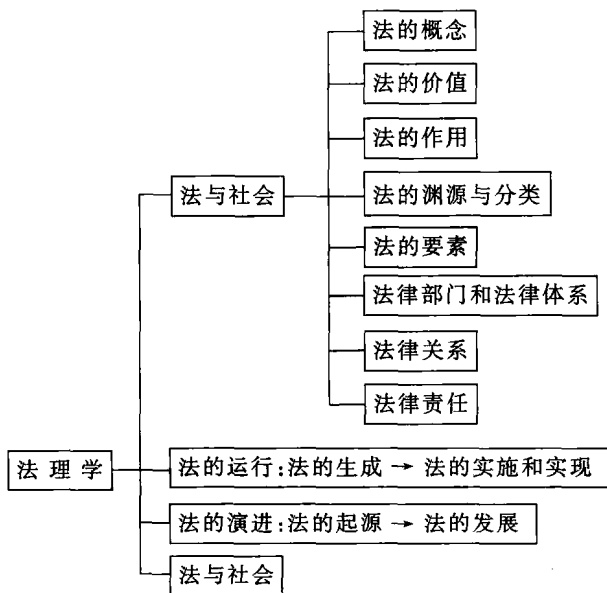 法的概念
法的价值
法的作用
法与社会
法的渊源与分类
法的要素
法律部门和法律体系
法律关系
法律责任
法理学
法的运行:法的生成 → 法的实施和实现
法的演进:法的起源 → 法的发展
法与社会